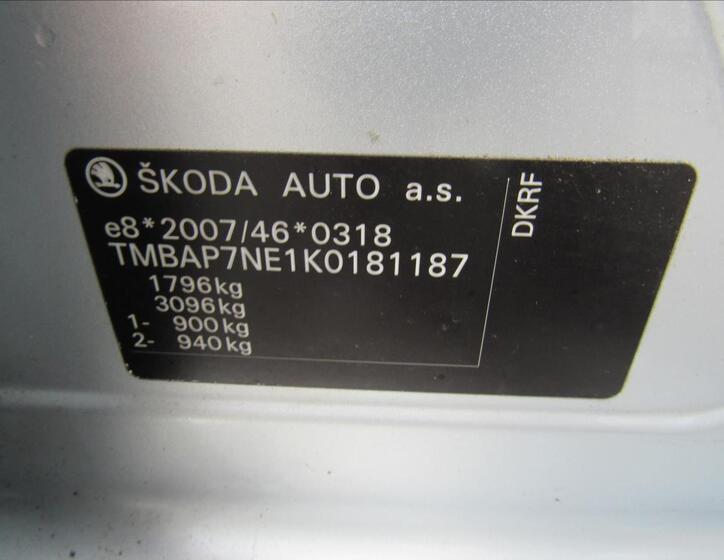 ŠKODA AUTO a.s.
e8*2007/46*0318
TMBAP7NE1K0181187
1796kg
3096kg
1- 900kg
2- 940kg
DKRF